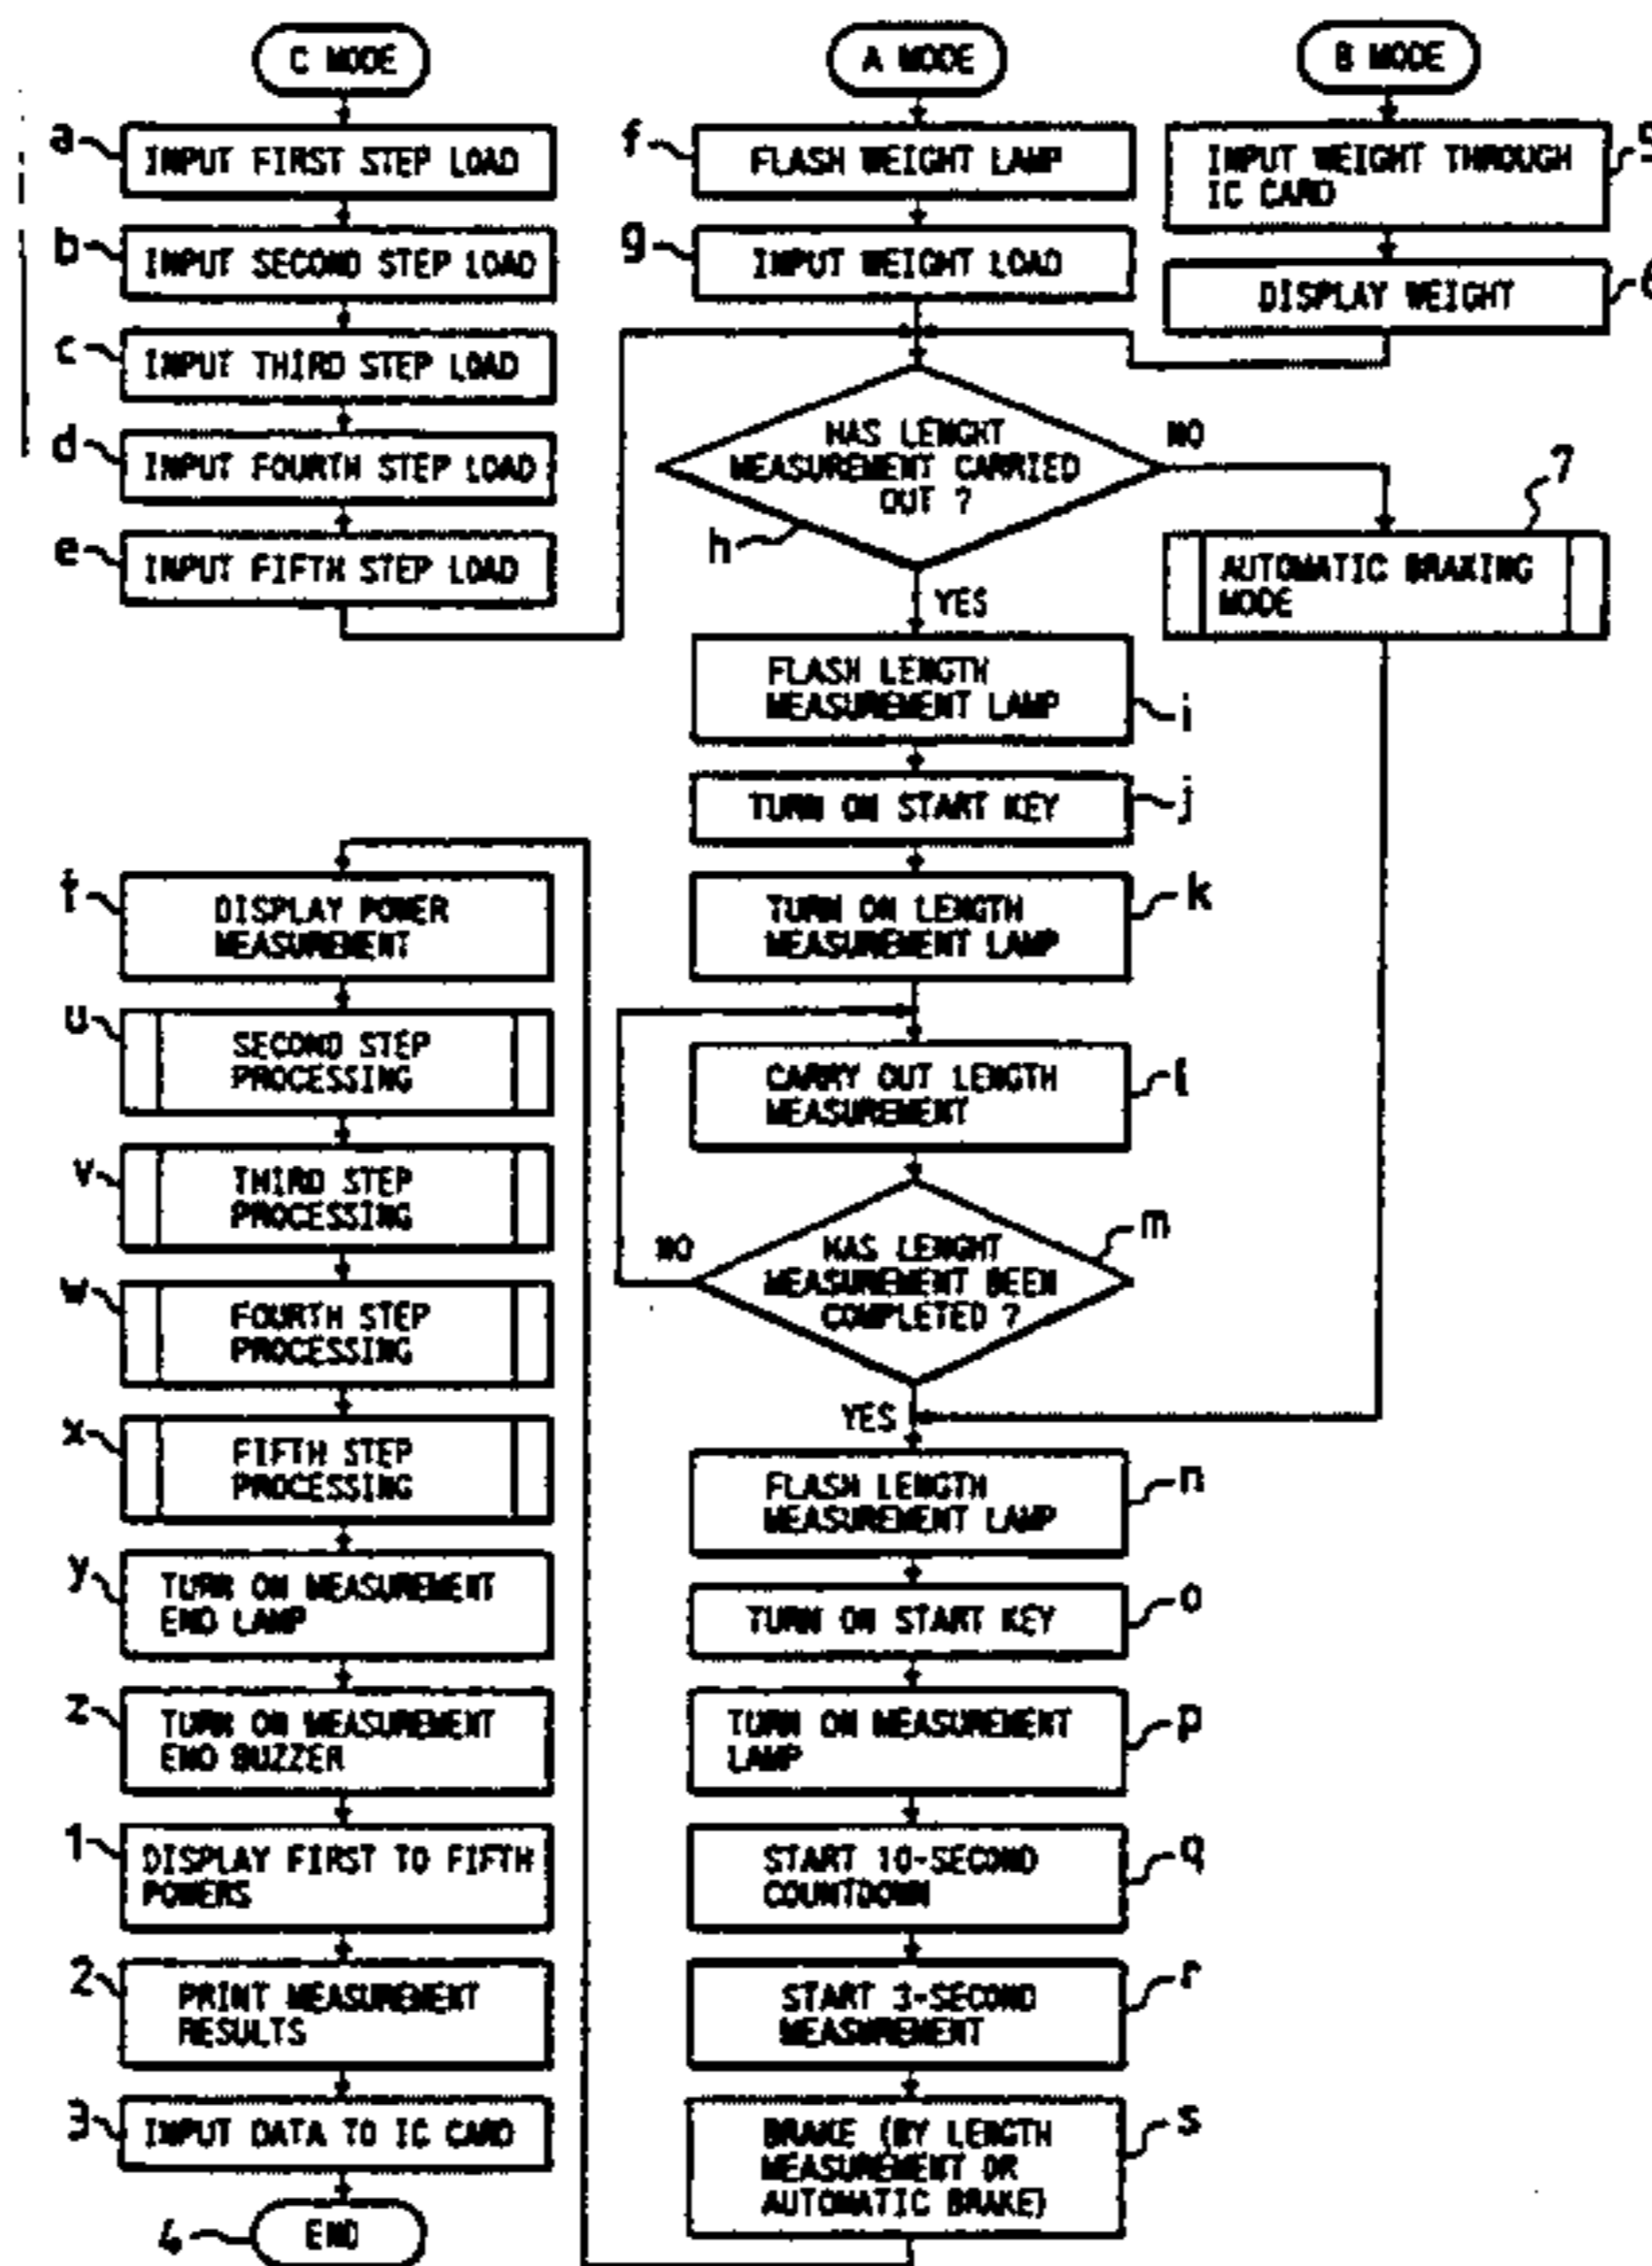 C MODE
a
INPUT FIRST STEP LOAD
b
INPUT SECOND STEP LOAD
c
INPUT THIRD STEP LOAD
d
INPUT FOURTH STEP LOAD
e
INPUT FIFTH STEP LOAD
A MODE
f
FLASH WEIGHT LAMP
g
INPUT WEIGHT LOAD
B MODE
INPUT WEIGHT THROUGH
IC CARD
5
DISPLAY WEIGHT
6
HAS LENGHT
MEASUREMENT CARRIED
OUT ?
h
NO
YES
7
AUTOMATIC BRAKING
MODE
FLASH LENGTH
MEASUREMENT LAMP
i
TURN ON START KEY
j
TURN ON LENGTH
MEASUREMENT LAMP
k
CARRY OUT LENGTH
MEASUREMENT
l
HAS LENGHT
MEASUREMENT BEEN
COMPLETED ?
m
NO
YES
FLASH LENGTH
MEASUREMENT LAMP
n
TURN ON START KEY
o
TURN ON MEASUREMENT
LAMP
p
START 10-SECOND
COUNTDOWN
q
START 3-SECOND
MEASUREMENT
r
BRAKE (BY LENGTH
MEASUREMENT OR
AUTOMATIC BRAKE)
s
t
DISPLAY POWER
MEASUREMENT
u
SECOND STEP
PROCESSING
v
THIRD STEP
PROCESSING
w
FOURTH STEP
PROCESSING
x
FIFTH STEP
PROCESSING
y
TURN ON MEASUREMENT
END LAMP
z
TURN ON MEASUREMENT
END BUZZER
1
DISPLAY FIRST TO FIFTH
POWERS
2
PRINT MEASUREMENT
RESULTS
3
INPUT DATA TO IC CARD
4
END